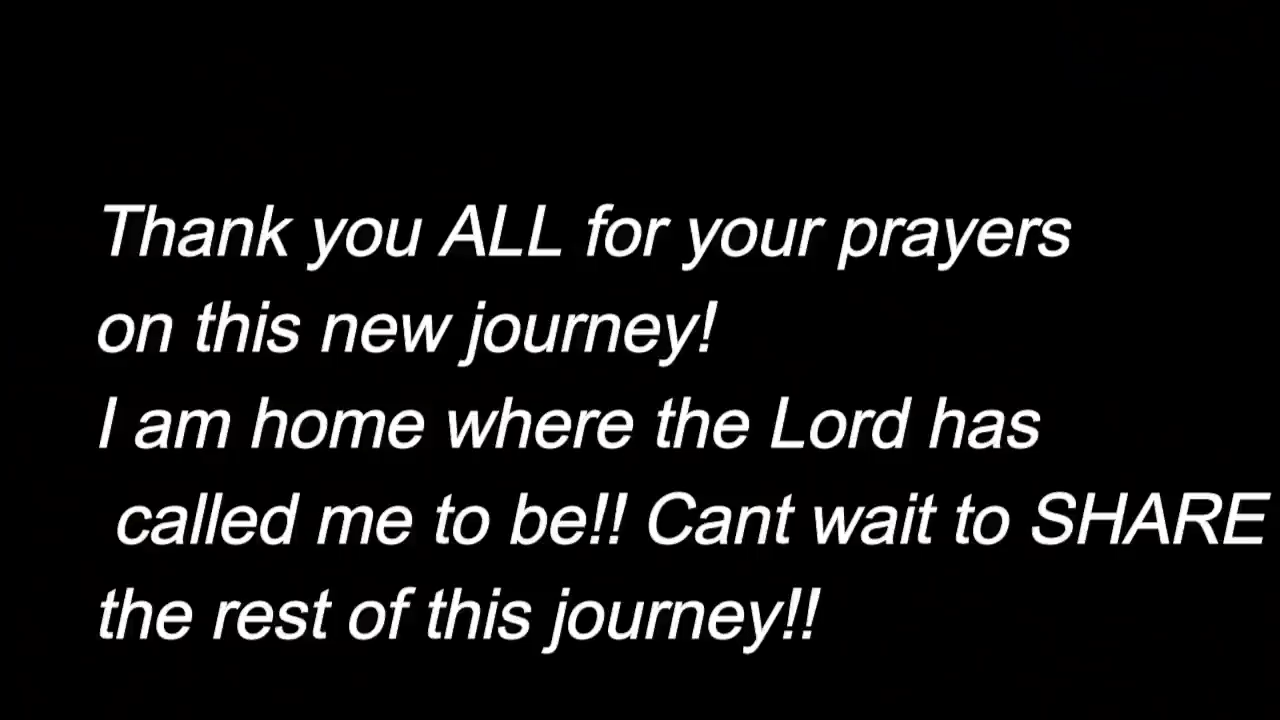 Thank you ALL for your prayers
on this new journey!
I am home where the Lord has
called me to be!! Cant wait to SHARE
the rest of this journey!!